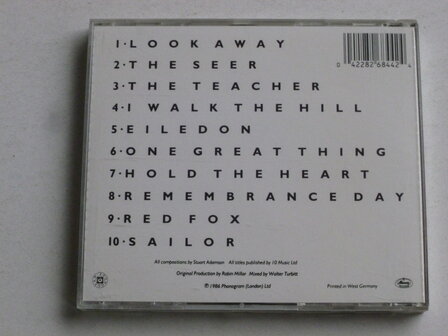 1·LOOK AWAY
2·THE SEER
3·THE TEACHER
4·I WALK THE HILL
5·EILEDON
6·ONE GREAT THING
7·HOLD THE HEART
8·REMEMBRANCE DAY
9·RED FOX
10·SAILOR
0 42282 68442 4
All compositions by Stuart Adamson All titles published by 10 Music Ltd
Original Production by Robin Millar Mixed by Walter Turbitt
℗ 1986 Phonogram (London) Ltd
Printed in West Germany